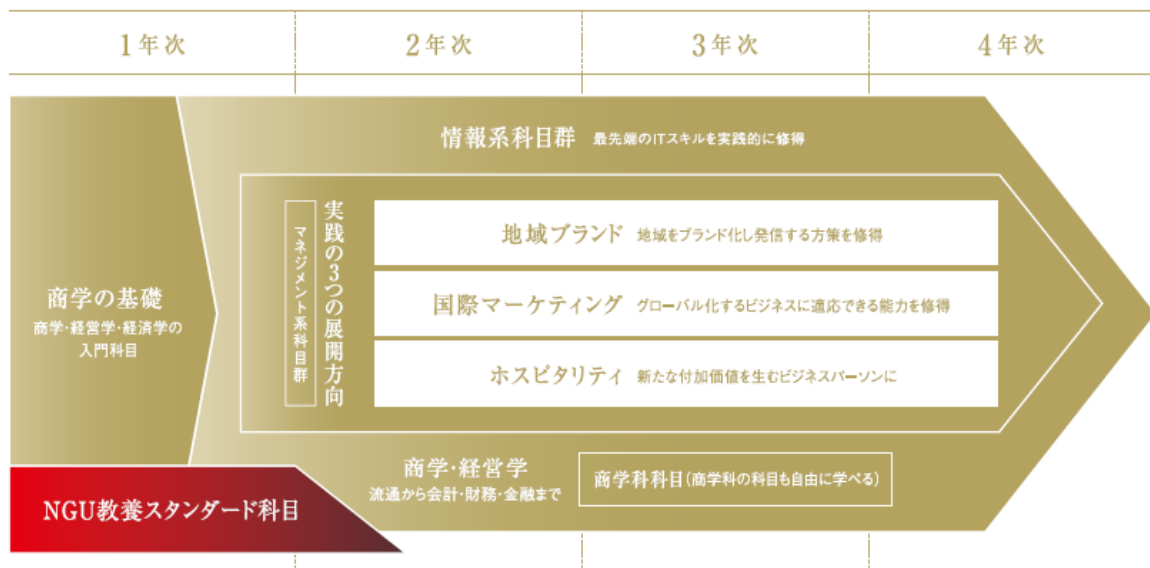 1年次
2年次
3年次
4年次
情報系科目群 最先端のITスキルを実践的に修得
実践の3つの展開方向
マネジメント系科目群
地域ブランド 地域をブランド化し発信する方策を修得
国際マーケティング グローバル化するビジネスに適応できる能力を修得
ホスピタリティ 新たな付加価値を生むビジネスパーソンに
商学の基礎
商学・経営学・経済学の
入門科目
商学・経営学
流通から会計・財務・金融まで
商学科科目(商学科の科目も自由に学べる)
NGU教養スタンダード科目